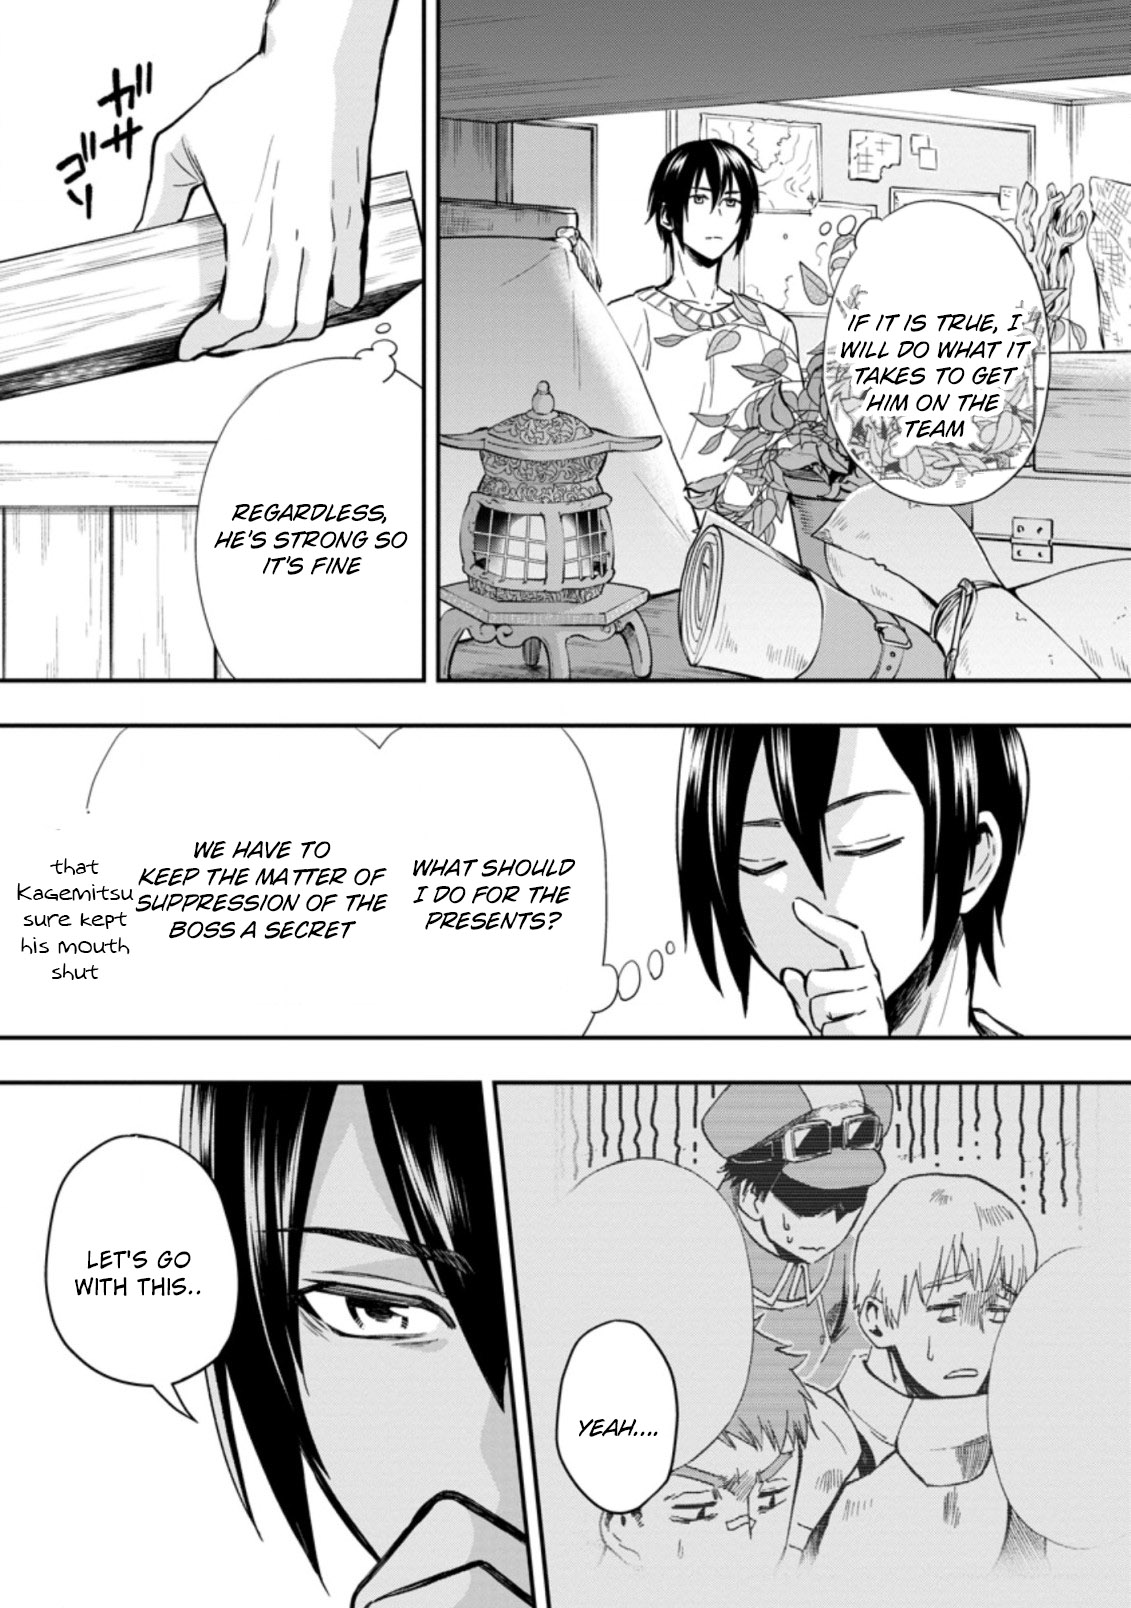 IF IT IS TRUE, I
WILL DO WHAT IT
TAKES TO GET
HIM ON THE
TEAM
ガサ
ゴソ
REGARDLESS,
HE'S STRONG SO
IT'S FINE
WHAT SHOULD
I DO FOR THE
PRESENTS?
WE HAVE TO
KEEP THE MATTER OF
SUPPRESSION OF THE
BOSS A SECRET
that
Kagemitsu
sure kept
his mouth
shut
YEAH....
LET'S GO
WITH THIS..